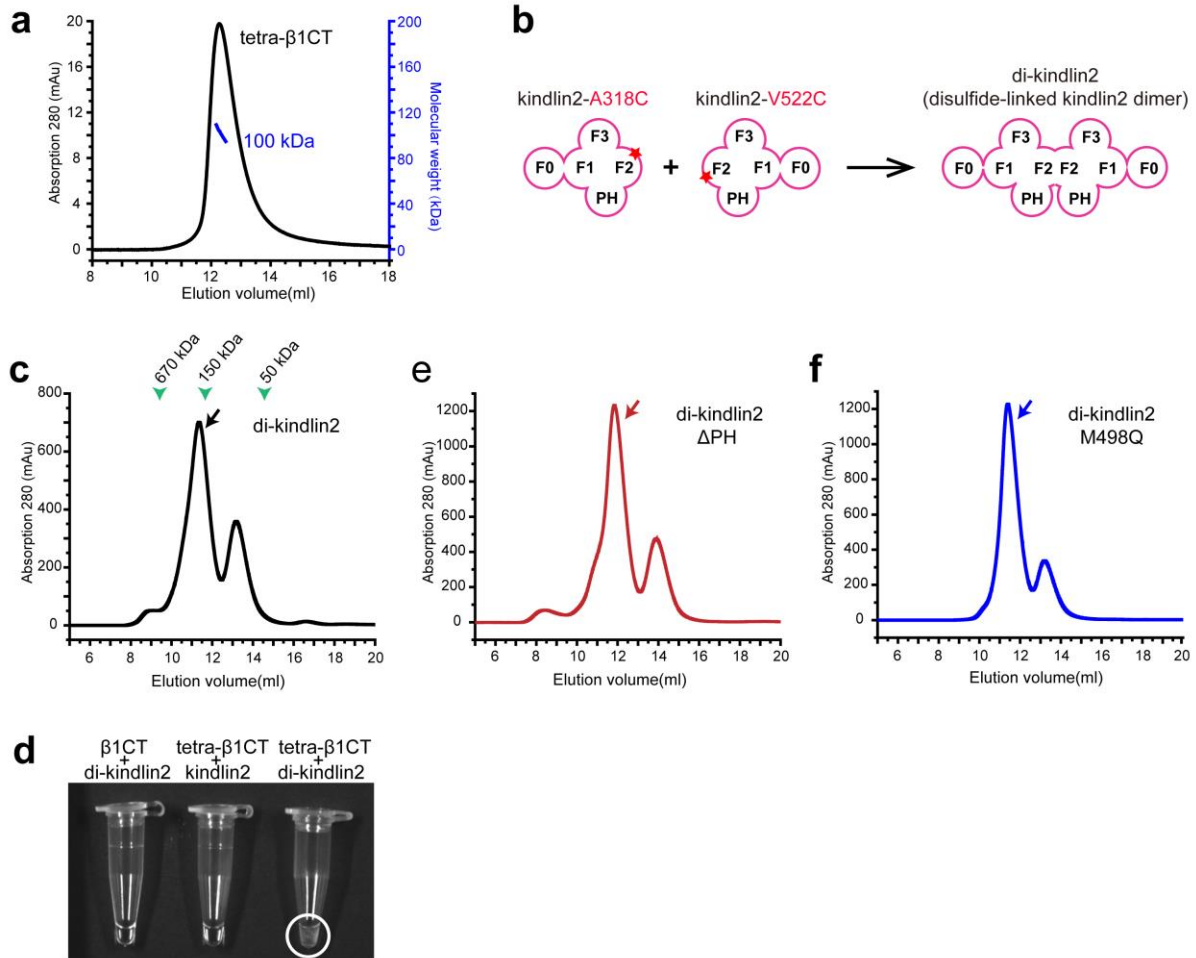 a
20
16
12
8
4
0
Absorption 280 (mAu)
tetra-β1CT
100 kDa
200
160
120
80
40
0
Molecular weight (kDa)
8 10 12 14 16 18
Elution volume(ml)
b
kindlin2-A318C
kindlin2-V522C
di-kindlin2
(disulfide-linked kindlin2 dimer)
F3
F0 F1 F2
PH
+
F3
F2 F1 F0
PH
F3 F3
F0 F1 F2 F2 F1 F0
PH PH
c
670 kDa
150 kDa
50 kDa
800
700
600
500
400
300
200
100
0
Absorption 280 (mAu)
di-kindlin2
6 8 10 12 14 16 18 20
Elution volume(ml)
e
1200
1000
800
600
400
200
0
Absorption 280 (mAu)
di-kindlin2
ΔPH
6 8 10 12 14 16 18 20
Elution volume(ml)
f
1200
1000
800
600
400
200
0
Absorption 280 (mAu)
di-kindlin2
M498Q
6 8 10 12 14 16 18 20
Elution volume(ml)
d
β1CT
+
di-kindlin2
tetra-β1CT
+
kindlin2
tetra-β1CT
+
di-kindlin2